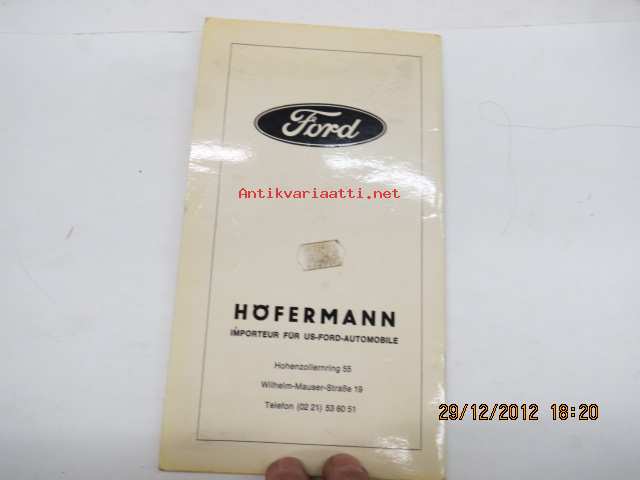 Ford
Antikvariaatti.net
HÖFERMANN
IMPORTEUR FÜR US-FORD-AUTOMOBILE
Hohenzollernring 55
Wilhelm-Mauser-Straße 19
Telefon (02 21) 53 60 51
29/12/2012 18:20